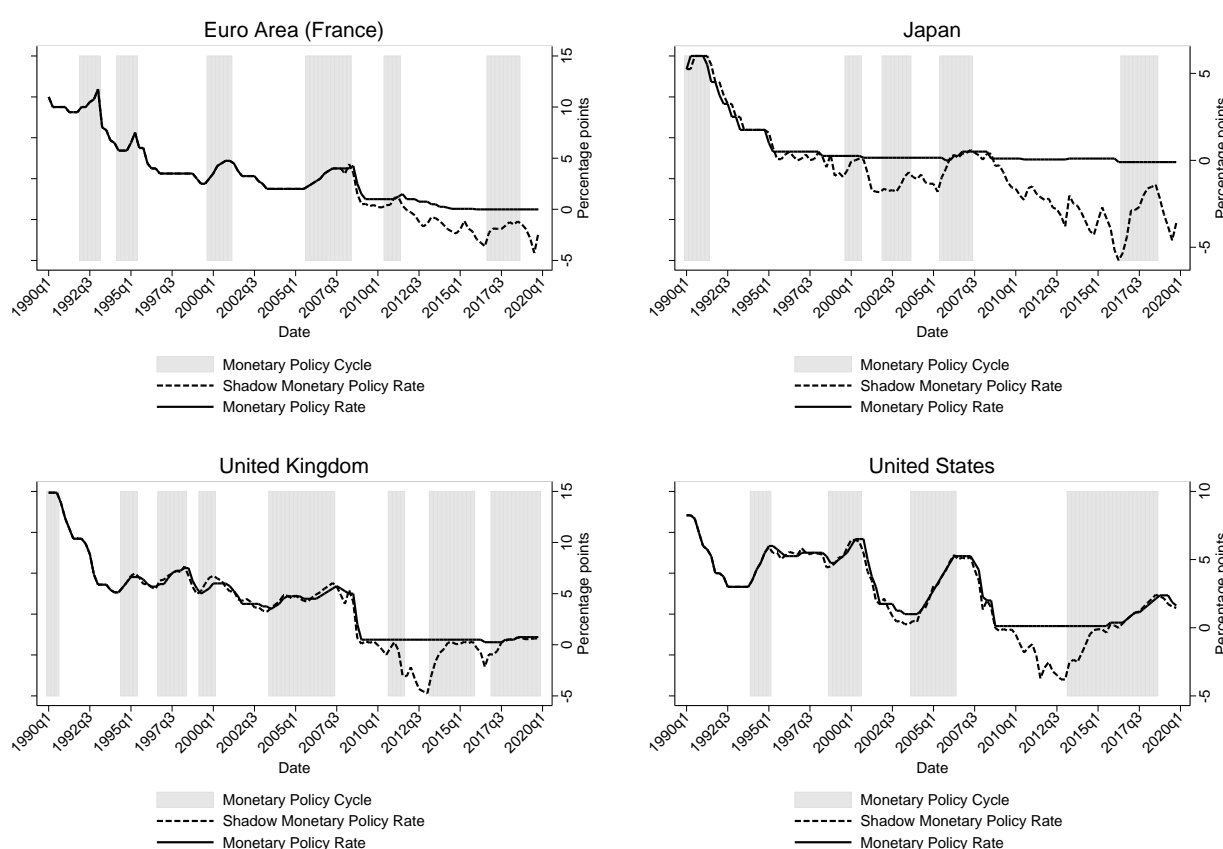 Euro Area (France)
15
10
5
0
-5
Percentage points
1990q1 1992q3 1995q1 1997q3 2000q1 2002q3 2005q1 2007q3 2010q1 2012q3 2015q1 2017q3 2020q1
Date
Monetary Policy Cycle
Shadow Monetary Policy Rate
Monetary Policy Rate
Japan
5
0
-5
Percentage points
1990q1 1992q3 1995q1 1997q3 2000q1 2002q3 2005q1 2007q3 2010q1 2012q3 2015q1 2017q3 2020q1
Date
Monetary Policy Cycle
Shadow Monetary Policy Rate
Monetary Policy Rate
United Kingdom
15
10
5
0
-5
Percentage points
1990q1 1992q3 1995q1 1997q3 2000q1 2002q3 2005q1 2007q3 2010q1 2012q3 2015q1 2017q3 2020q1
Date
Monetary Policy Cycle
Shadow Monetary Policy Rate
Monetary Policy Rate
United States
10
5
0
-5
Percentage points
1990q1 1992q3 1995q1 1997q3 2000q1 2002q3 2005q1 2007q3 2010q1 2012q3 2015q1 2017q3 2020q1
Date
Monetary Policy Cycle
Shadow Monetary Policy Rate
Monetary Policy Rate